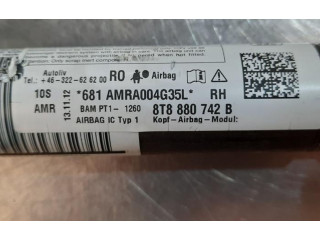 Autoliv
Tel.: +46-322-62 62 00 RO Airbag
10S *681 AMRA004G35L* RH
AMR 13.11.12 BAM PT1- 1260 8T8 880 742 B
AIRBAG IC Typ 1 Kopf-Airbag-Modul: